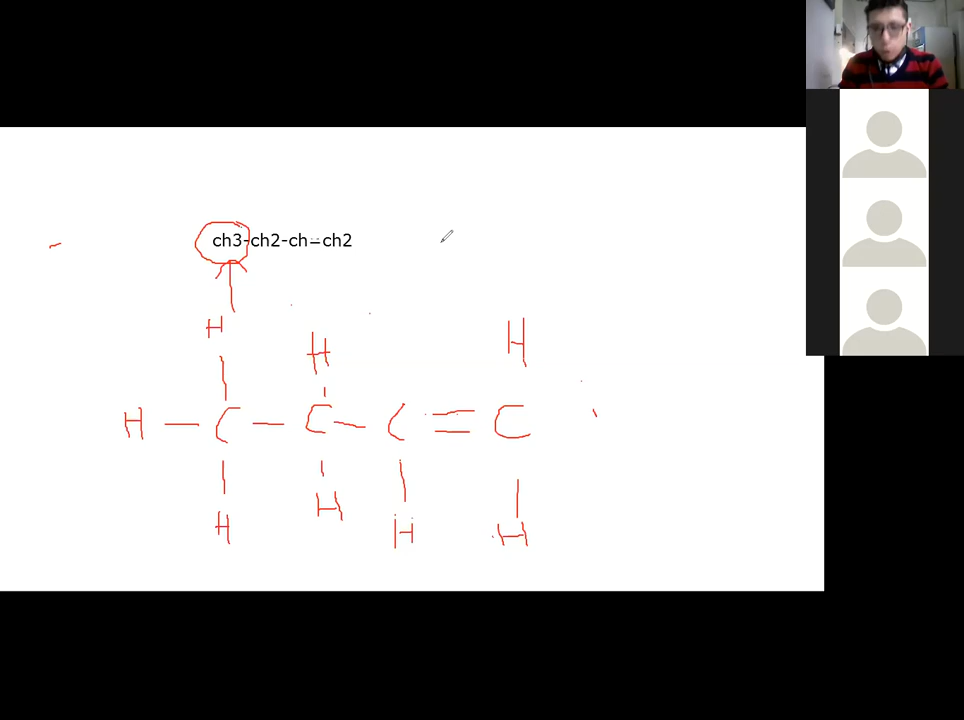 ch3-ch2-ch=ch2
H
H H
H — C — C — C = C
H H H H